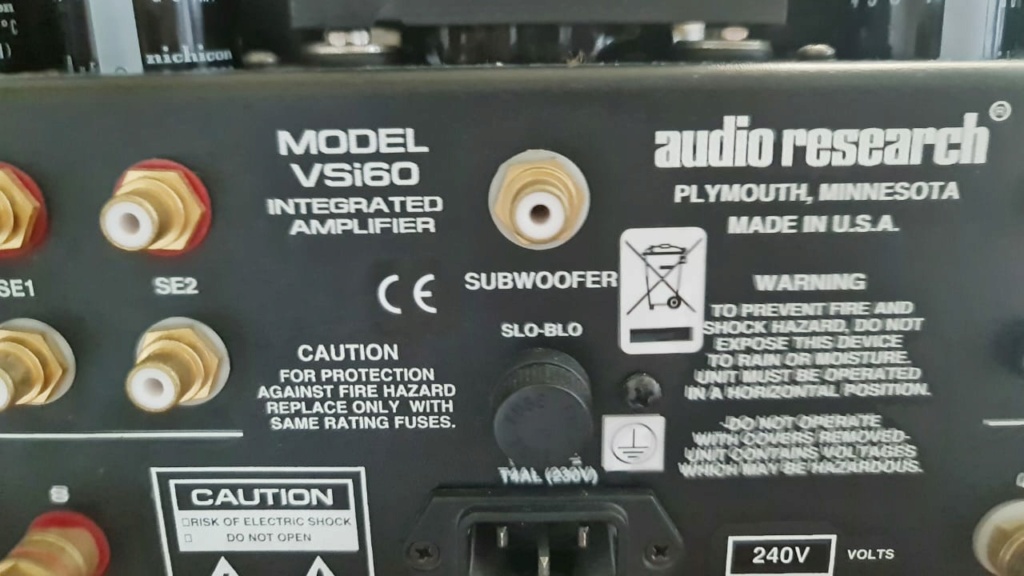 nichicon
MODEL
VSi60
INTEGRATED
AMPLIFIER
audio research®
PLYMOUTH, MINNESOTA
MADE IN U.S.A.
SE1
SE2
SUBWOOFER
CE
SLO-BLO
WARNING
TO PREVENT FIRE AND
SHOCK HAZARD, DO NOT
EXPOSE THIS DEVICE
TO RAIN OR MOISTURE.
UNIT MUST BE OPERATED
IN A HORIZONTAL POSITION.
CAUTION
FOR PROTECTION
AGAINST FIRE HAZARD
REPLACE ONLY WITH
SAME RATING FUSES.
-DO NOT OPERATE
WITH COVERS REMOVED-
UNIT CONTAINS VOLTAGES
WHICH MAY BE HAZARDOUS.
T4AL (230V)
CAUTION
RISK OF ELECTRIC SHOCK
DO NOT OPEN
240V VOLTS